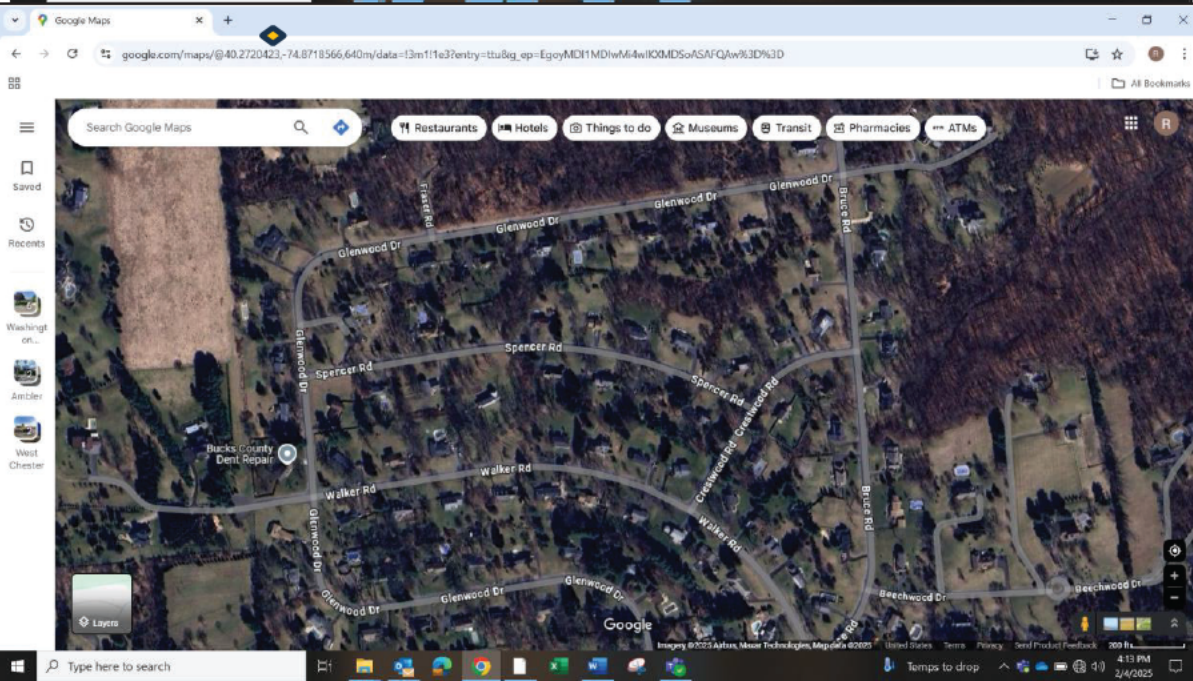 Google Maps
google.com/maps/@40.2720423,-74.8718566,640m/data=!3m1!1e3?entry=ttu&g_ep=EgoyMDI1MDIwMi4wIKXMDSoASAFQAw%3D%3D
All Bookmarks
Search Google Maps
Restaurants
Hotels
Things to do
Museums
Transit
Pharmacies
ATMs
R
Saved
Recents
Washingt
on...
Ambler
West
Chester
Fraser Rd
Glenwood Dr
Glenwood Dr
Glenwood Dr
Glenwood Dr
Bruce Rd
Glenwood Dr
Spencer Rd
Spencer Rd
Spencer Rd
Crestwood Rd
Crestwood Rd
Bucks County
Dent Repair
Walker Rd
Walker Rd
Walker Rd
Bruce Rd
Glenwood Dr
Glenwood Dr
Glenwood Dr
Glenwood Dr
Beechwood Dr
Beechwood Dr
Layers
Google
Imagery ©2025 Airbus, Maxar Technologies, Map data ©2025
United States
Terms
Privacy
Send Product Feedback
200 ft
Type here to search
Temps to drop
4:13 PM
2/4/2025